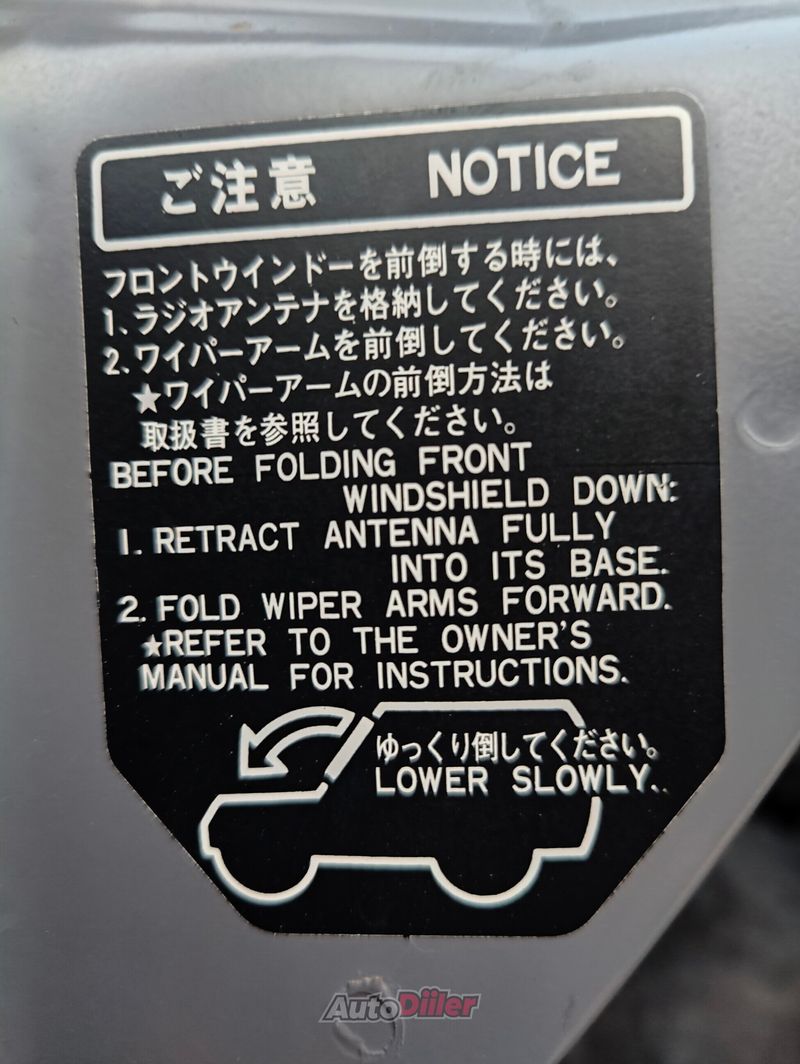 ご注意 NOTICE
フロントウインドーを前倒する時には、
1.ラジオアンテナを格納してください。
2.ワイパーアームを前倒してください。
★ワイパーアームの前倒方法は
取扱書を参照してください。
BEFORE FOLDING FRONT
WINDSHIELD DOWN:
1. RETRACT ANTENNA FULLY
INTO ITS BASE.
2. FOLD WIPER ARMS FORWARD.
★REFER TO THE OWNER'S
MANUAL FOR INSTRUCTIONS.
ゆっくり倒してください。
LOWER SLOWLY.
AutoDiiler